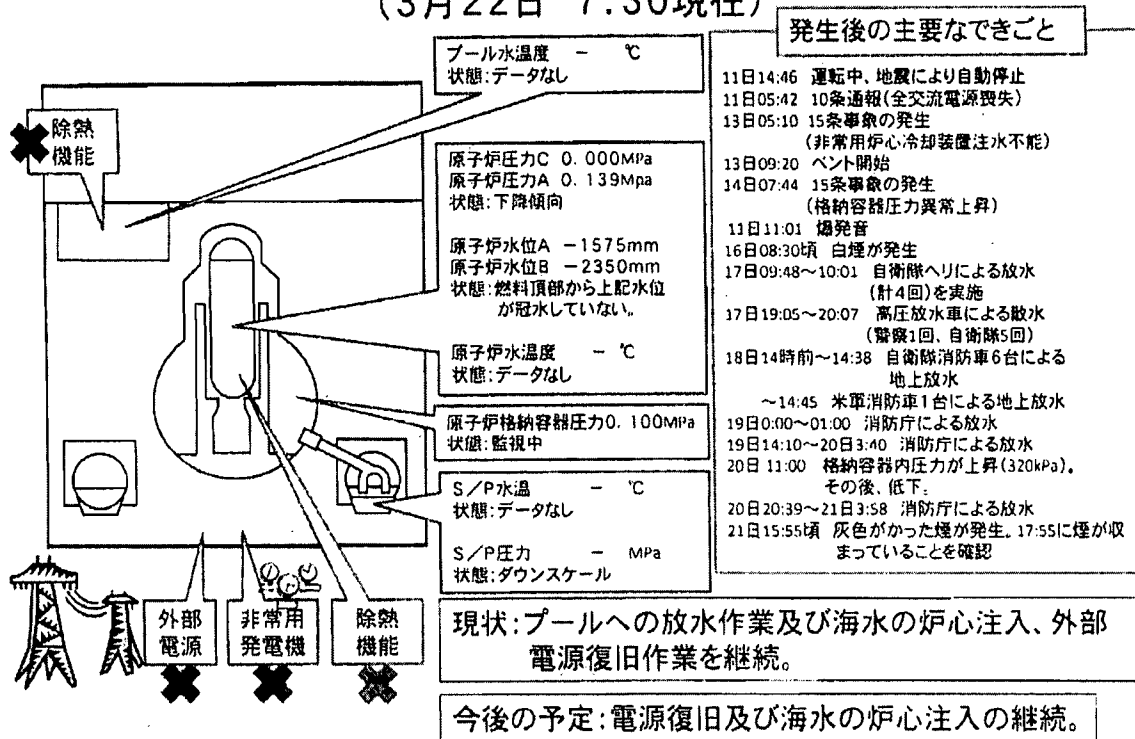 (3月22日 7:30現在)
プール水温度 － ℃
状態:データなし
除熱
機能
原子炉圧力C 0.000MPa
原子炉圧力A 0.139Mpa
状態:下降傾向
原子炉水位A －1575mm
原子炉水位B －2350mm
状態:燃料頂部から上記水位
が冠水していない。
原子炉水温度 － ℃
状態:データなし
原子炉格納容器圧力0.100MPa
状態:監視中
S/P水温 － ℃
状態:データなし
S/P圧力 － MPa
状態:ダウンスケール
外部
電源
非常用
発電機
除熱
機能
発生後の主要なできごと
11日14:46 運転中、地震により自動停止
11日05:42 10条通報(全交流電源喪失)
13日05:10 15条事象の発生
(非常用炉心冷却装置注水不能)
13日09:20 ベント開始
14日07:44 15条事象の発生
(格納容器圧力異常上昇)
11日11:01 爆発音
16日08:30頃 白煙が発生
17日09:48～10:01 自衛隊ヘリによる放水
(計4回)を実施
17日19:05～20:07 高圧放水車による散水
(警察1回、自衛隊5回)
18日14時前～14:38 自衛隊消防車6台による
地上放水
～14:45 米軍消防車1台による地上放水
19日0:00～01:00 消防庁による放水
19日14:10～20日3:40 消防庁による放水
20日 11:00 格納容器内圧力が上昇(320kPa)。
その後、低下。
20日20:39～21日3:58 消防庁による放水
21日15:55頃 灰色がかった煙が発生。17:55に煙が収
まっていることを確認
現状:プールへの放水作業及び海水の炉心注入、外部
電源復旧作業を継続。
今後の予定:電源復旧及び海水の炉心注入の継続。